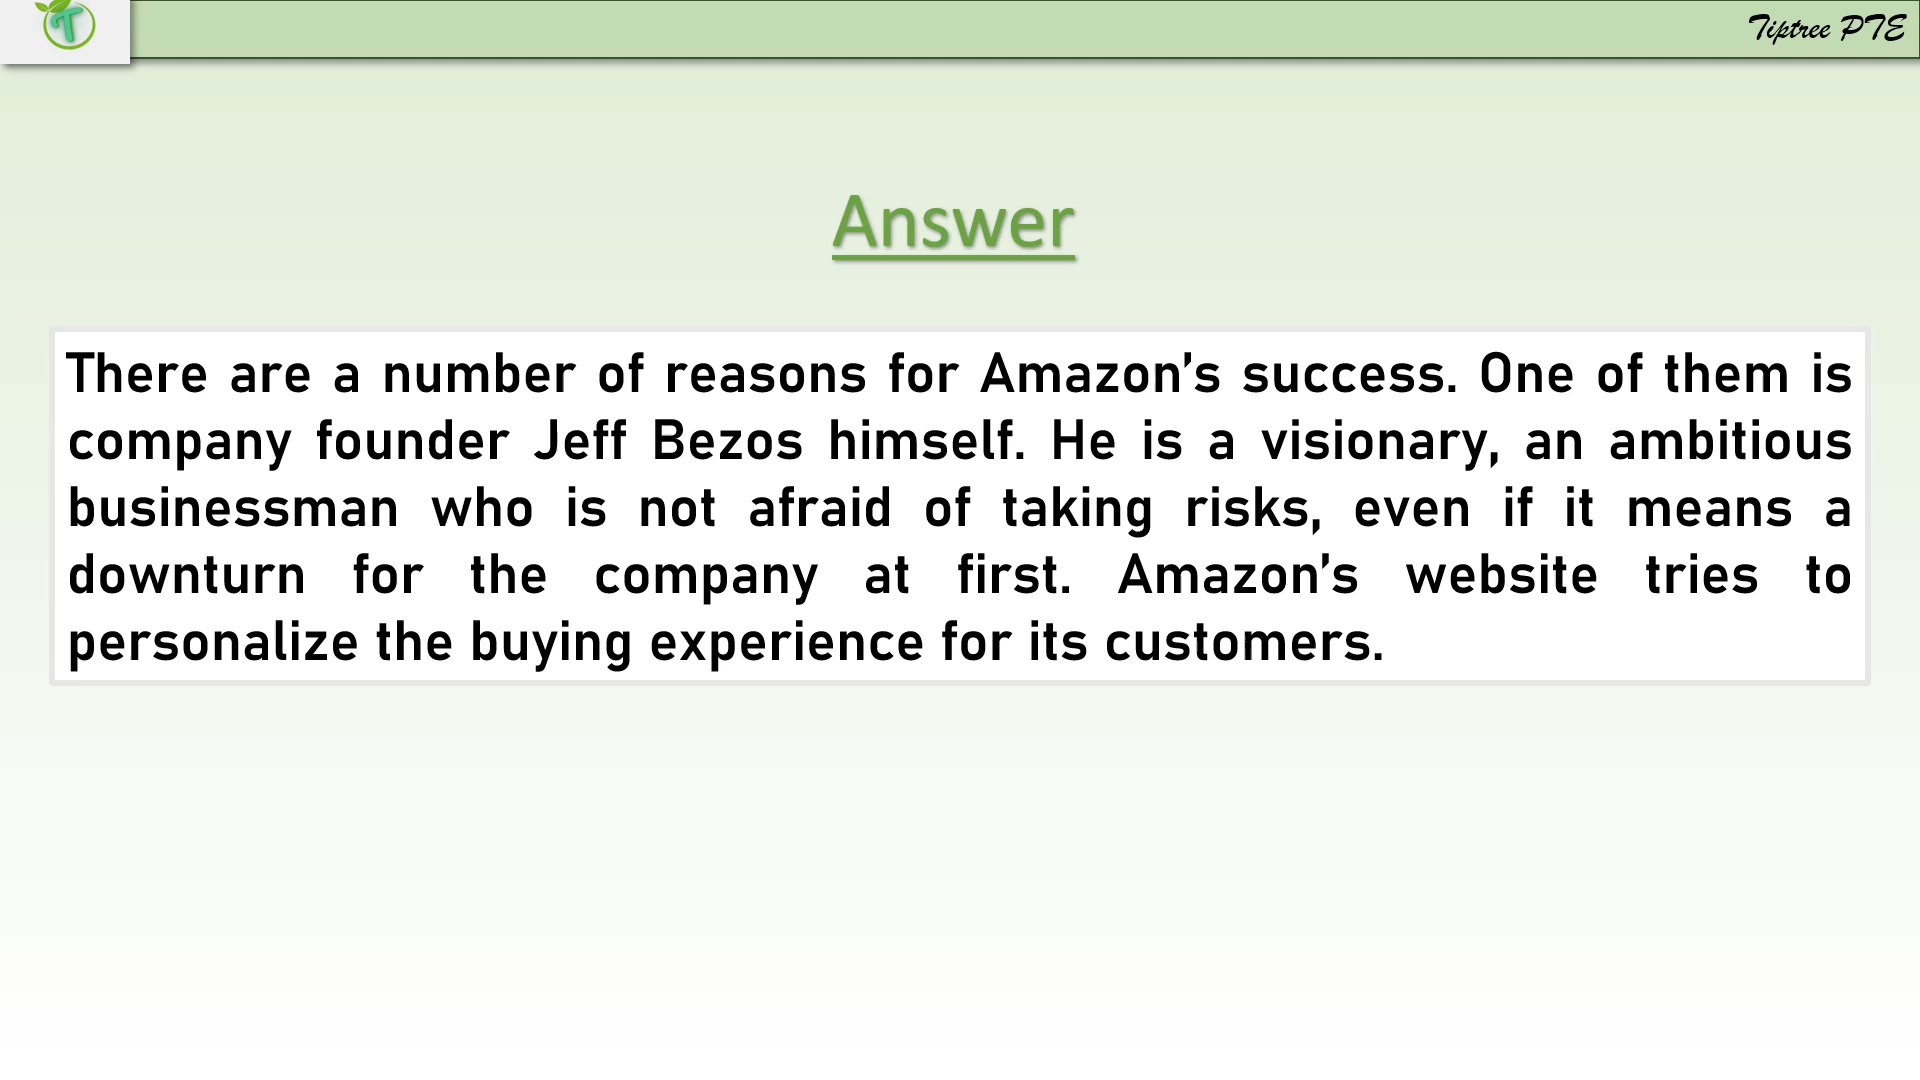 Tiptree PTE
Answer
There are a number of reasons for Amazon’s success. One of them is
company founder Jeff Bezos himself. He is a visionary, an ambitious
businessman who is not afraid of taking risks, even if it means a
downturn for the company at first. Amazon’s website tries to
personalize the buying experience for its customers.